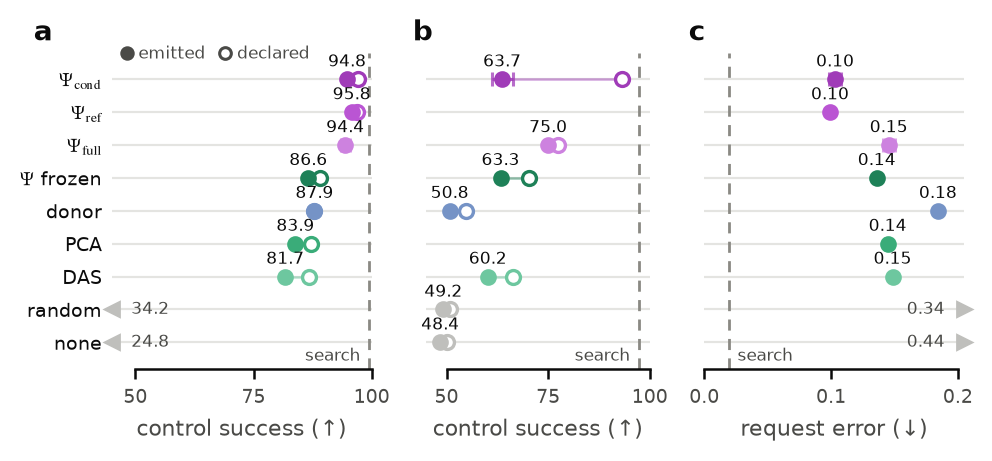 a
emitted declared
Ψcond
94.8
Ψref
95.8
Ψfull
94.4
Ψ frozen
86.6
donor
87.9
PCA
83.9
DAS
81.7
random
34.2
none
24.8
search
50 75 100
control success (↑)
b
63.7
75.0
63.3
50.8
60.2
49.2
48.4
search
50 75 100
control success (↑)
c
0.10
0.10
0.15
0.14
0.18
0.14
0.15
0.34
0.44
search
0.0 0.1 0.2
request error (↓)